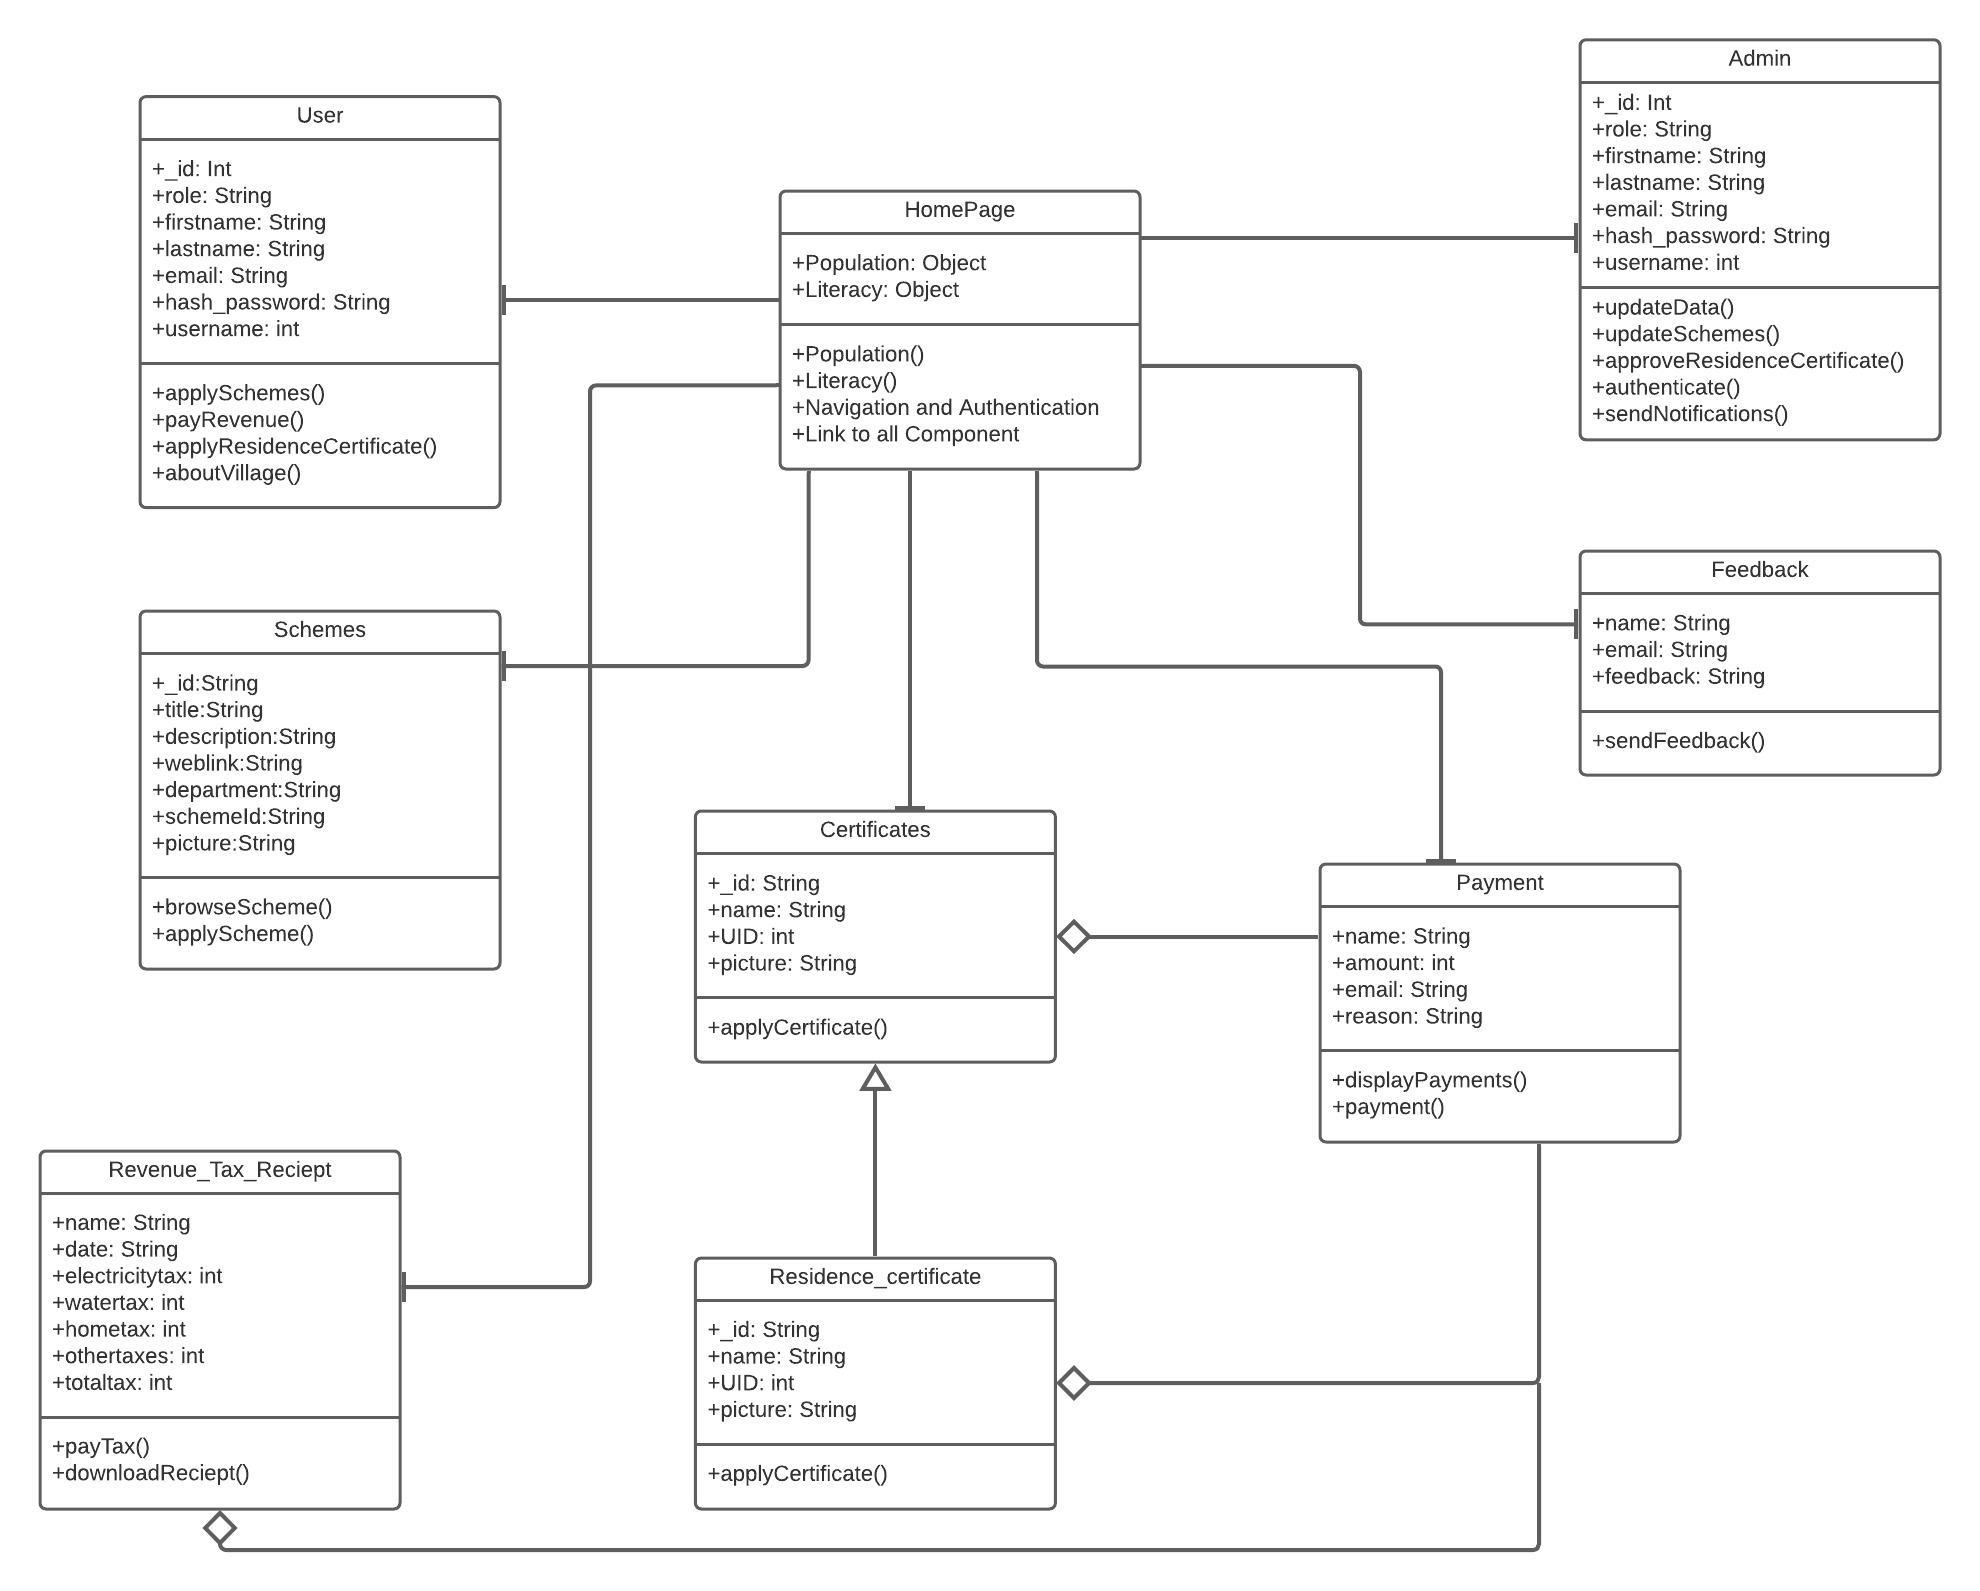 User
+_id: Int
+role: String
+firstname: String
+lastname: String
+email: String
+hash_password: String
+username: int
+applySchemes()
+payRevenue()
+applyResidenceCertificate()
+aboutVillage()
HomePage
+Population: Object
+Literacy: Object
+Population()
+Literacy()
+Navigation and Authentication
+Link to all Component
Admin
+_id: Int
+role: String
+firstname: String
+lastname: String
+email: String
+hash_password: String
+username: int
+updateData()
+updateSchemes()
+approveResidenceCertificate()
+authenticate()
+sendNotifications()
Schemes
+_id:String
+title:String
+description:String
+weblink:String
+department:String
+schemeId:String
+picture:String
+browseScheme()
+applyScheme()
Feedback
+name: String
+email: String
+feedback: String
+sendFeedback()
Certificates
+_id: String
+name: String
+UID: int
+picture: String
+applyCertificate()
Payment
+name: String
+amount: int
+email: String
+reason: String
+displayPayments()
+payment()
Revenue_Tax_Reciept
+name: String
+date: String
+electricitytax: int
+watertax: int
+hometax: int
+othertaxes: int
+totaltax: int
+payTax()
+downloadReciept()
Residence_certificate
+_id: String
+name: String
+UID: int
+picture: String
+applyCertificate()